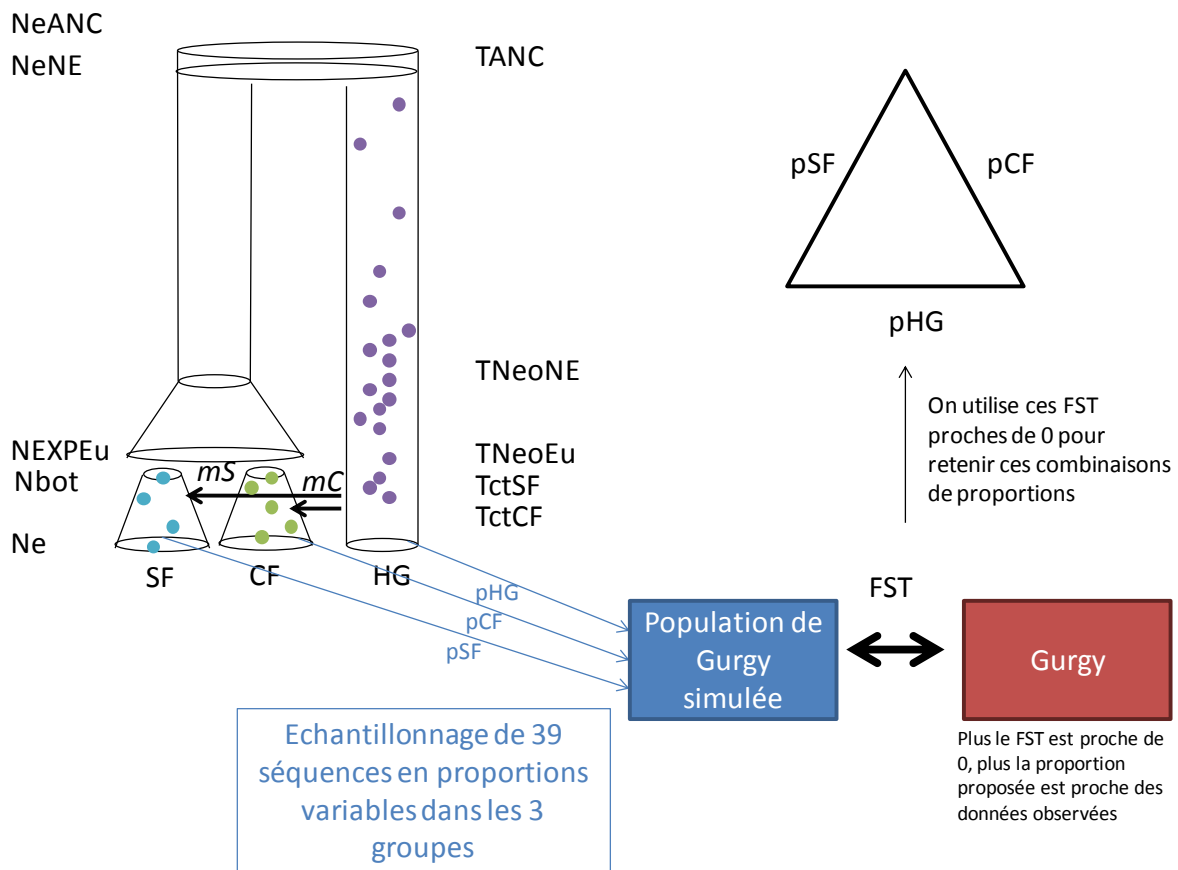 NeANC
NeNE
TANC
pSF
pCF
pHG
TNeoNE
On utilise ces FST
proches de 0 pour
retenir ces combinaisons
de proportions
NEXPEu
Nbot
mS
mC
TNeoEu
TctSF
TctCF
Ne
SF
CF
HG
pHG
pCF
pSF
Population de
Gurgy
simulée
FST
Gurgy
Plus le FST est proche de
0, plus la proportion
proposée est proche des
données observées
Echantillonnage de 39
séquences en proportions
variables dans les 3
groupes